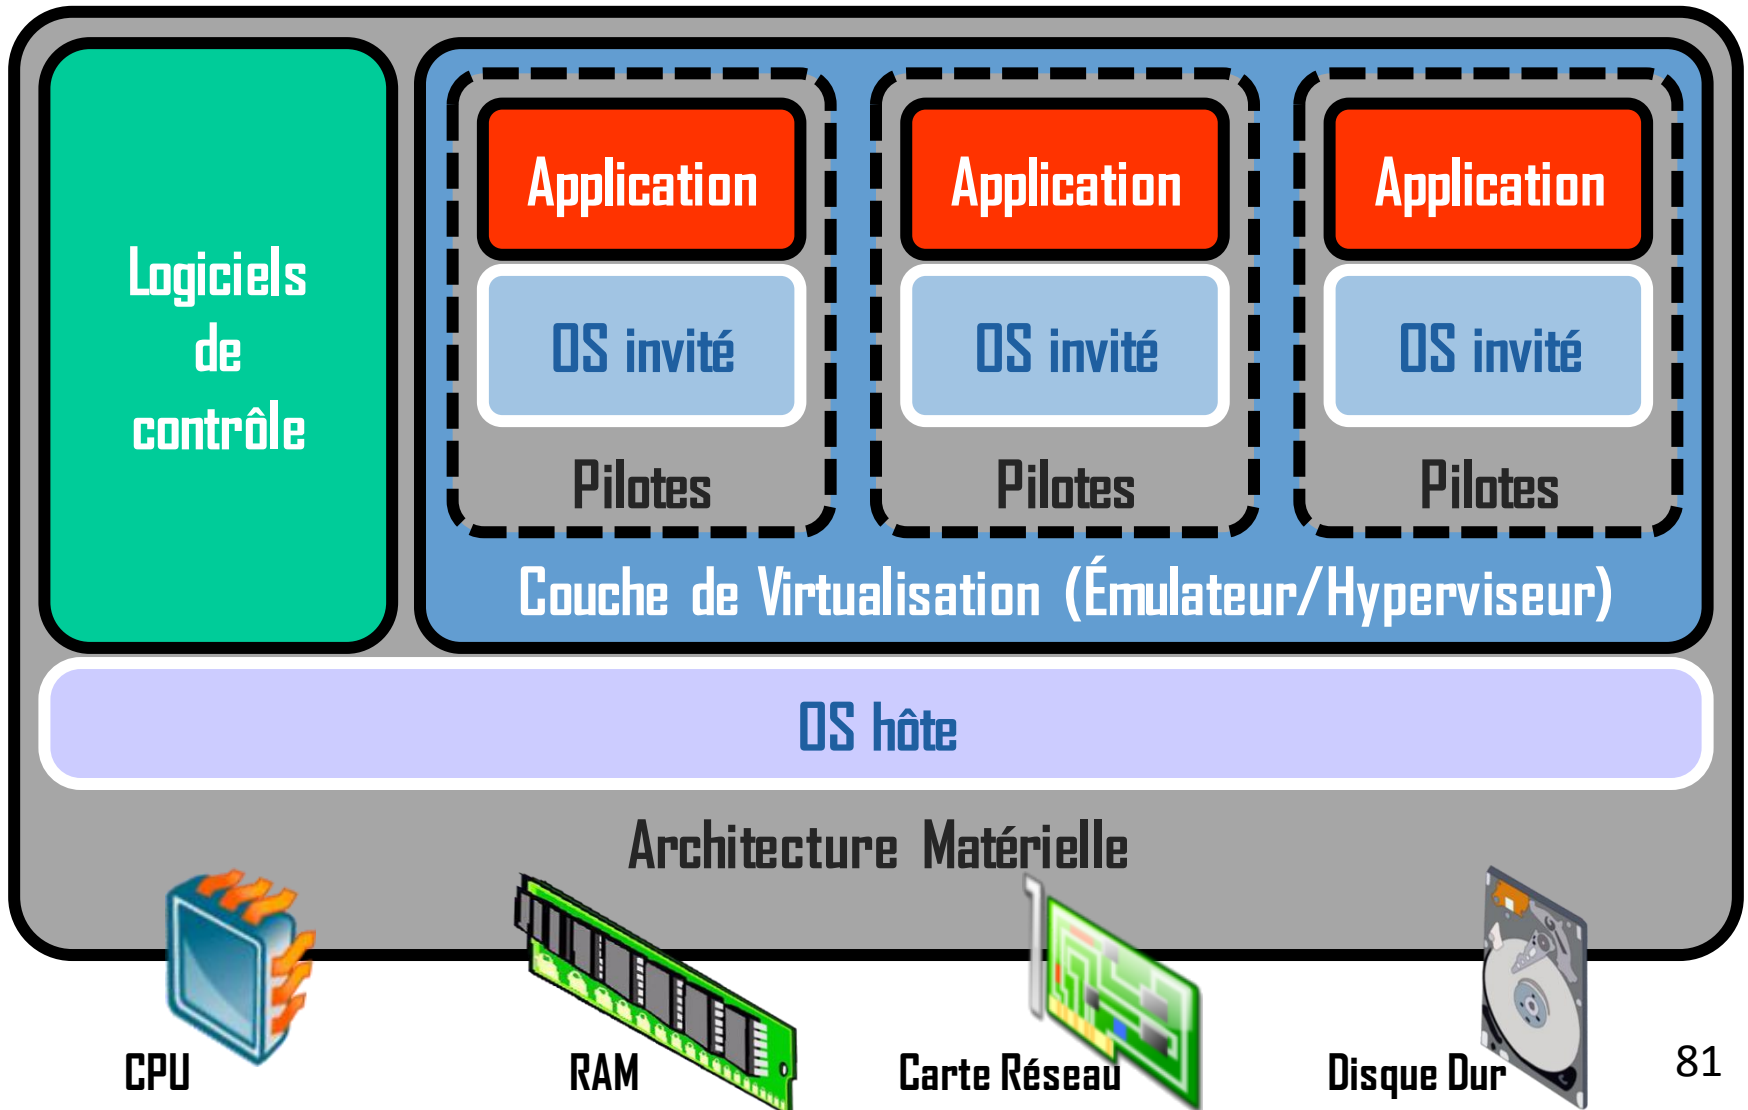 Logiciels
de
contrôle
Application
OS invité
Pilotes
Application
OS invité
Pilotes
Application
OS invité
Pilotes
Couche de Virtualisation (Émulateur/Hyperviseur)
OS hôte
Architecture Matérielle
CPU
RAM
Carte Réseau
Disque Dur
81